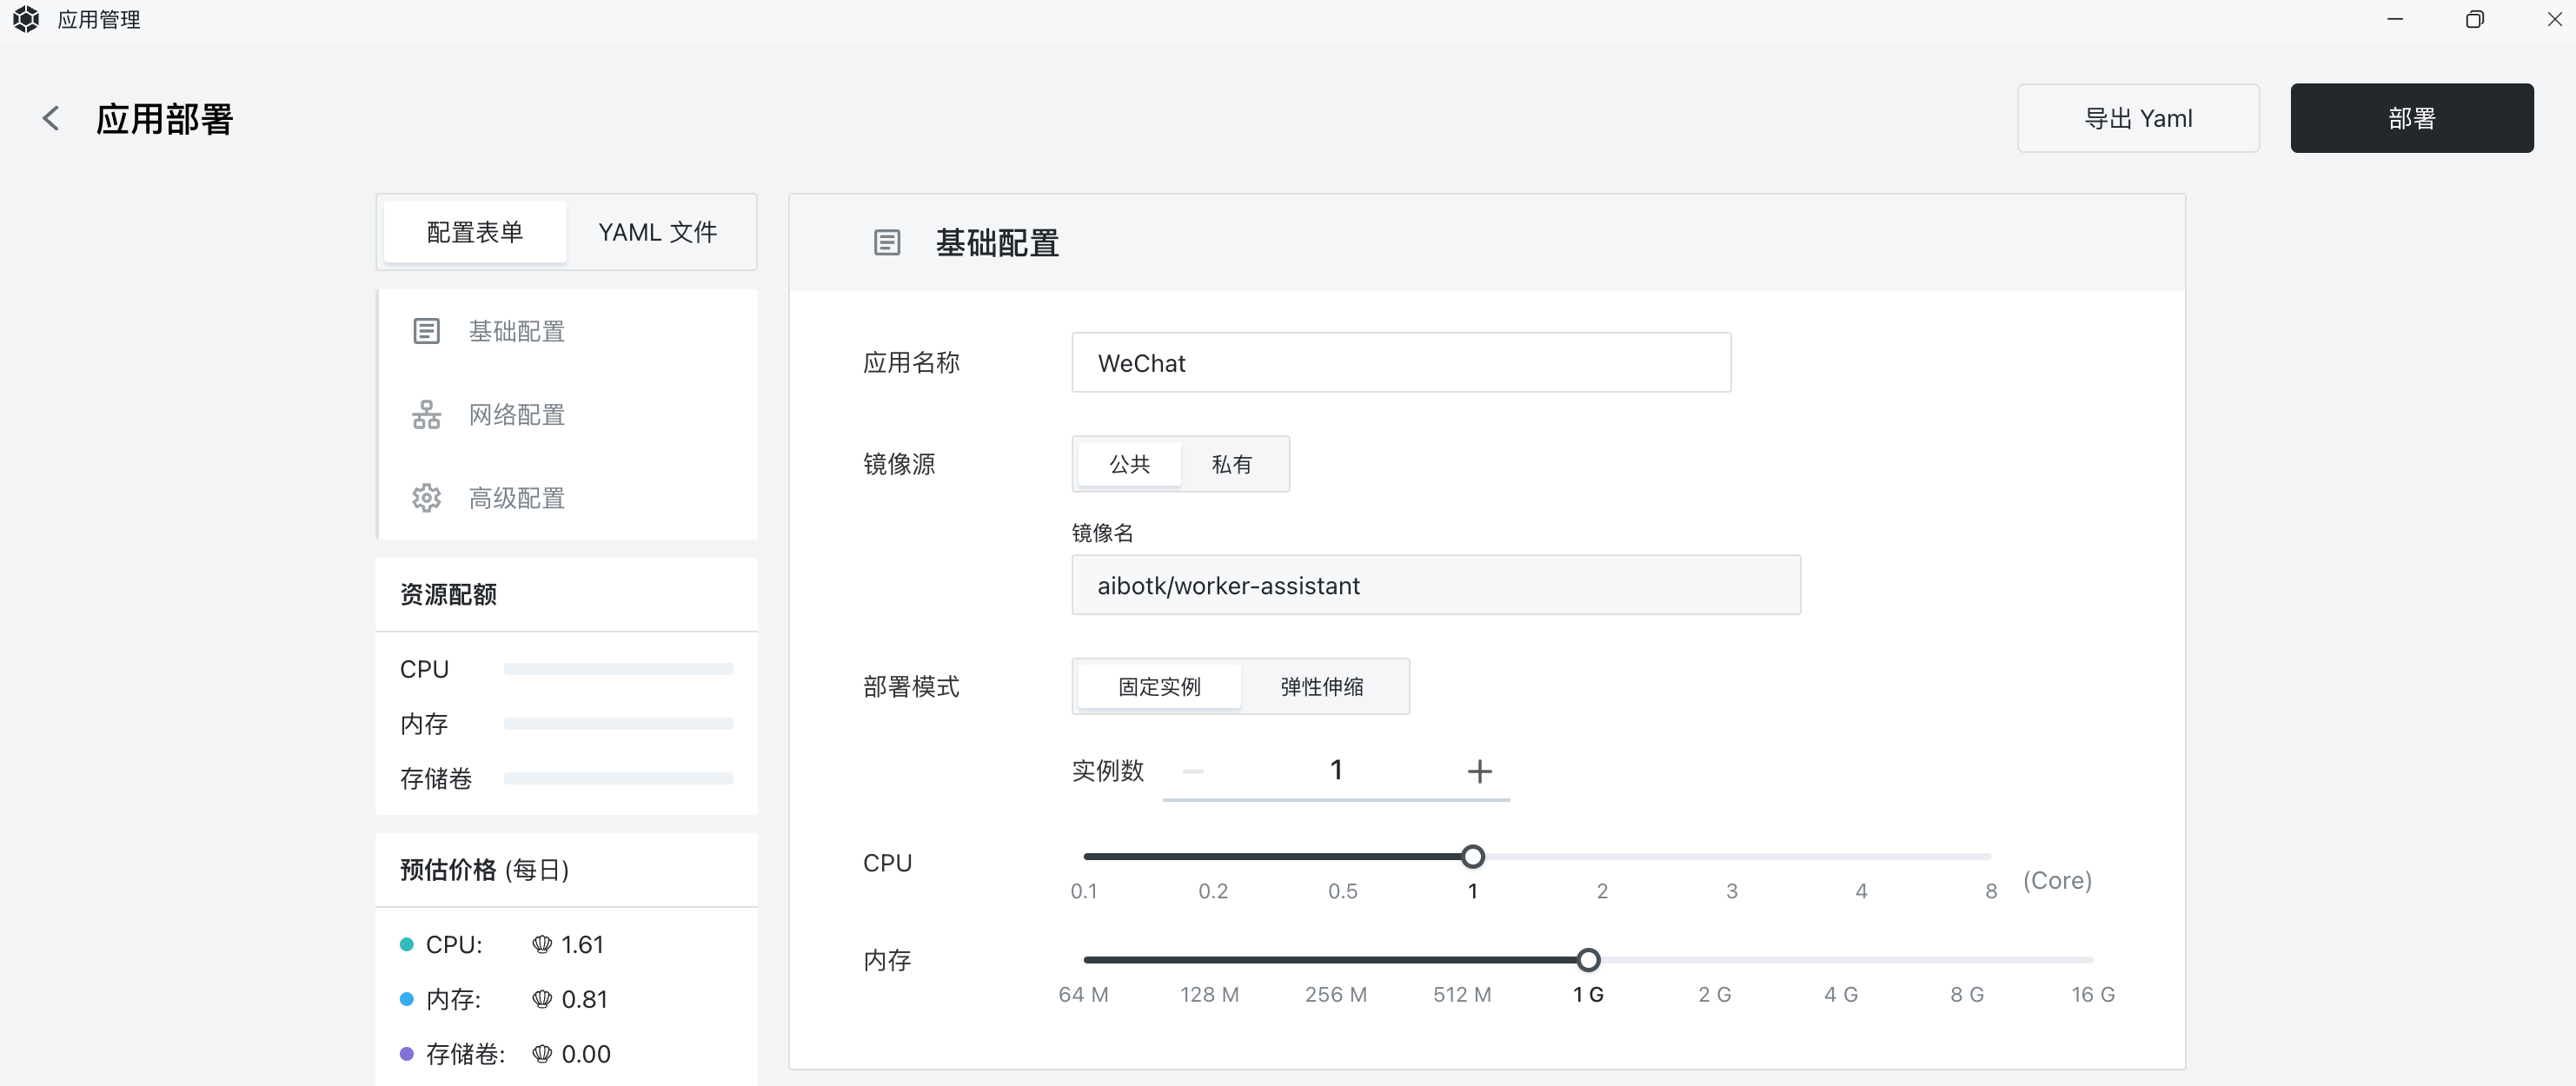 应用管理
应用部署
导出 Yaml
部署
配置表单
YAML 文件
基础配置
网络配置
高级配置
资源配额
CPU
内存
存储卷
预估价格 (每日)
CPU: 1.61
内存: 0.81
存储卷: 0.00
基础配置
应用名称
WeChat
镜像源
公共
私有
镜像名
aibotk/worker-assistant
部署模式
固定实例
弹性伸缩
实例数
1
CPU
0.1 0.2 0.5 1 2 3 4 8 (Core)
内存
64 M 128 M 256 M 512 M 1 G 2 G 4 G 8 G 16 G